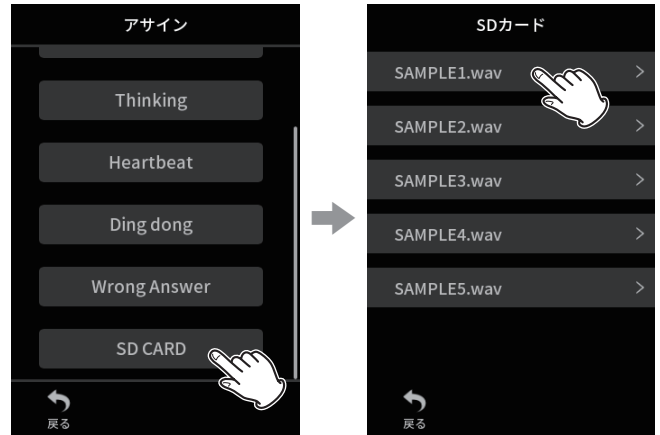 アサイン
Thinking
Heartbeat
Ding dong
Wrong Answer
SD CARD
戻る
SDカード
SAMPLE1.wav
SAMPLE2.wav
SAMPLE3.wav
SAMPLE4.wav
SAMPLE5.wav
戻る